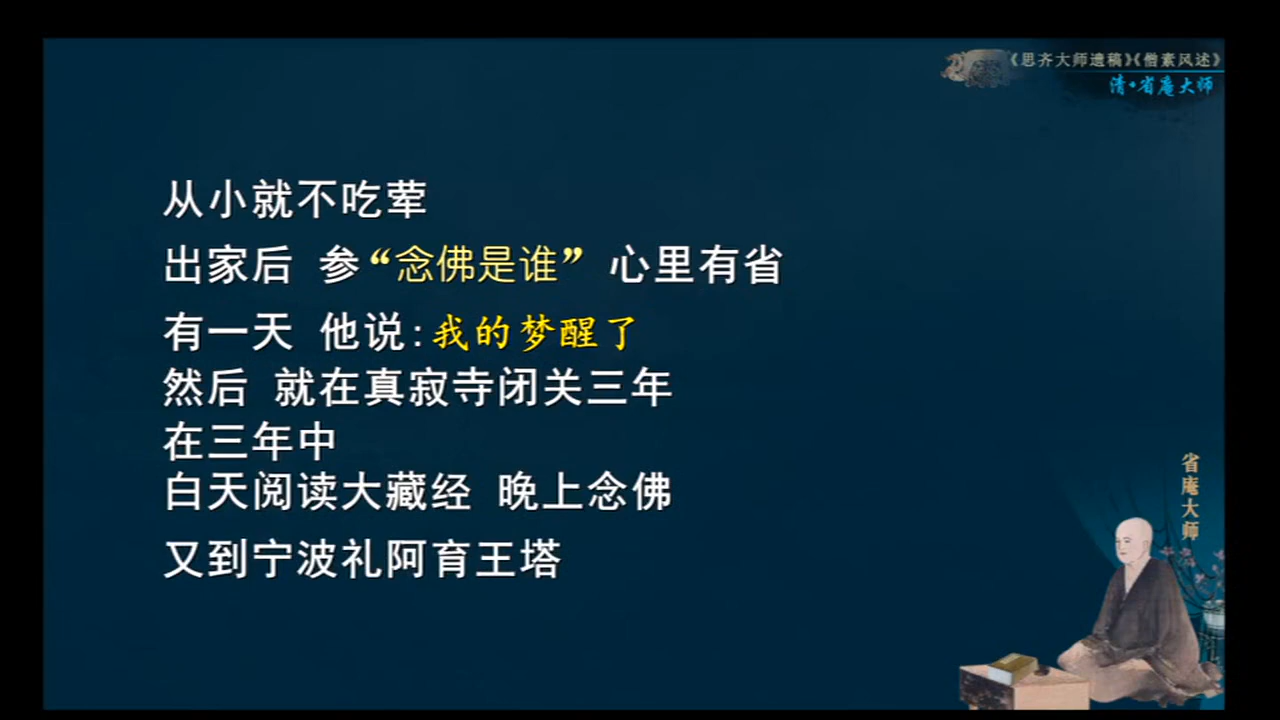 《思齐大师遗稿》《僧素风述》
清·省庵大师
从小就不吃荤
出家后 参“念佛是谁” 心里有省
有一天 他说:我的梦醒了
然后 就在真寂寺闭关三年
在三年中
白天阅读大藏经 晚上念佛
又到宁波礼阿育王塔
省庵大师